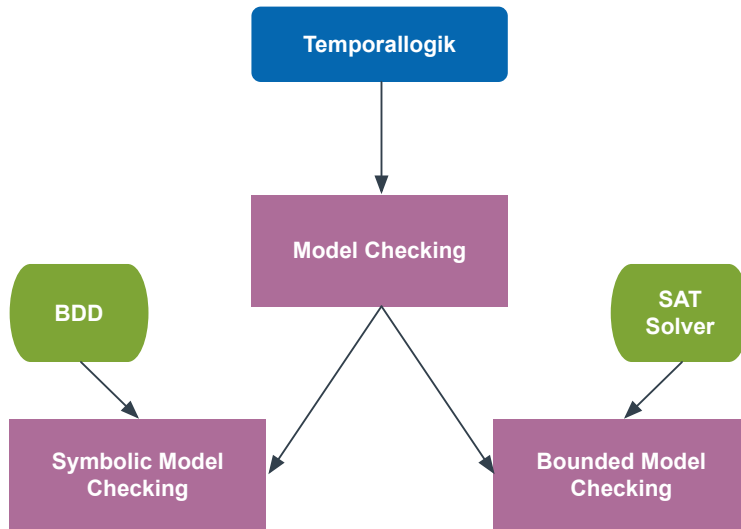 Temporallogik
Model Checking
BDD
SAT
Solver
Symbolic Model
Checking
Bounded Model
Checking